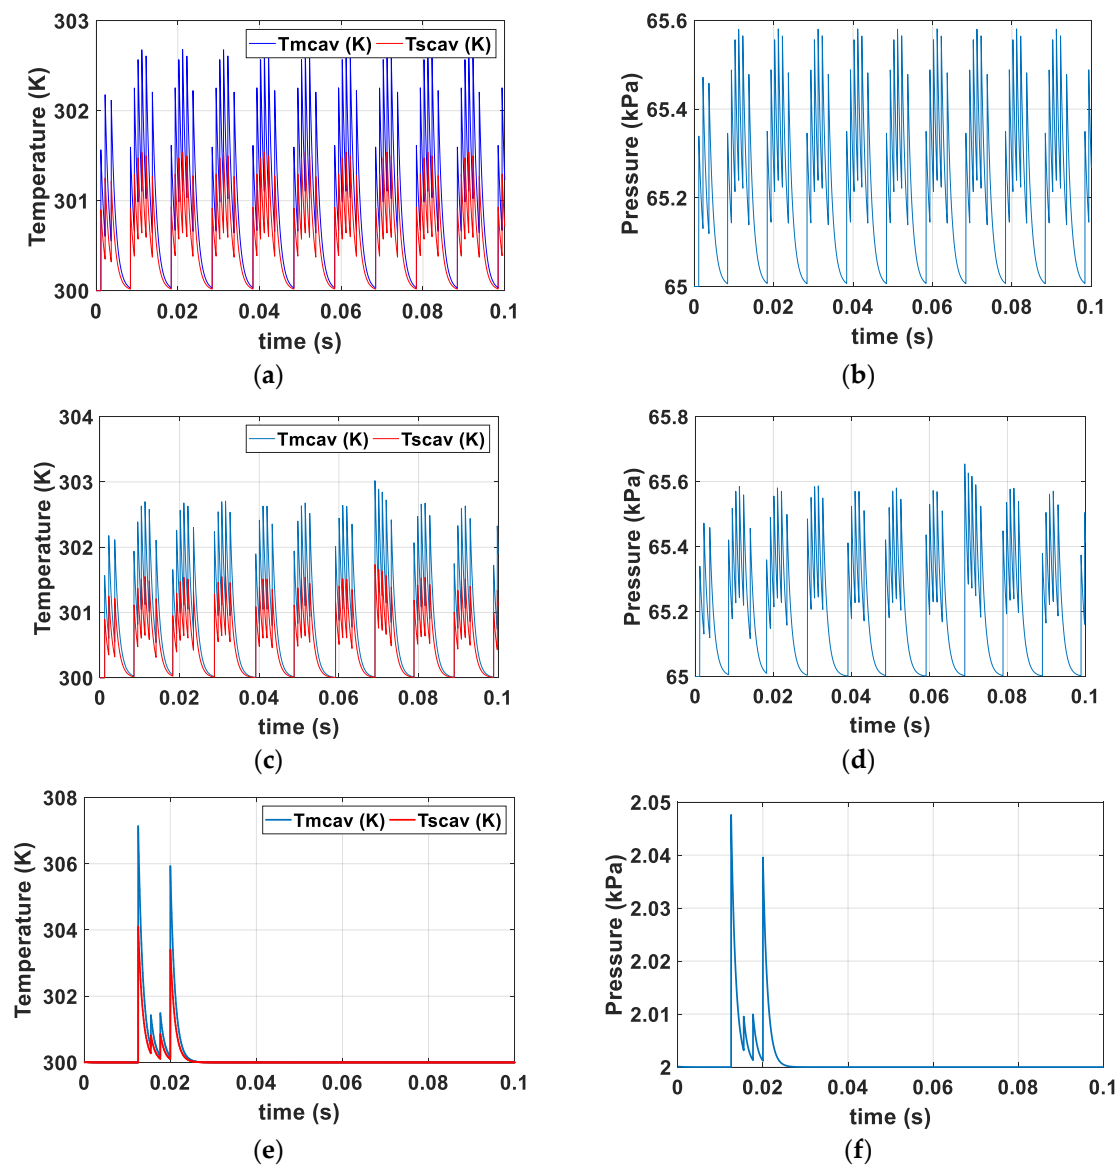 303
302
301
300
Temperature (K)
Tmcav (K) Tscav (K)
0 0.02 0.04 0.06 0.08 0.1
time (s)
(a)
65.6
65.4
65.2
65
Pressure (kPa)
0 0.02 0.04 0.06 0.08 0.1
time (s)
(b)
304
303
302
301
300
Temperature (K)
Tmcav (K) Tscav (K)
0 0.02 0.04 0.06 0.08 0.1
time (s)
(c)
65.8
65.6
65.4
65.2
65
Pressure (kPa)
0 0.02 0.04 0.06 0.08 0.1
time (s)
(d)
308
306
304
302
300
Temperature (K)
Tmcav (K) Tscav (K)
0 0.02 0.04 0.06 0.08 0.1
time (s)
(e)
2.05
2.04
2.03
2.02
2.01
2
Pressure (kPa)
0 0.02 0.04 0.06 0.08 0.1
time (s)
(f)